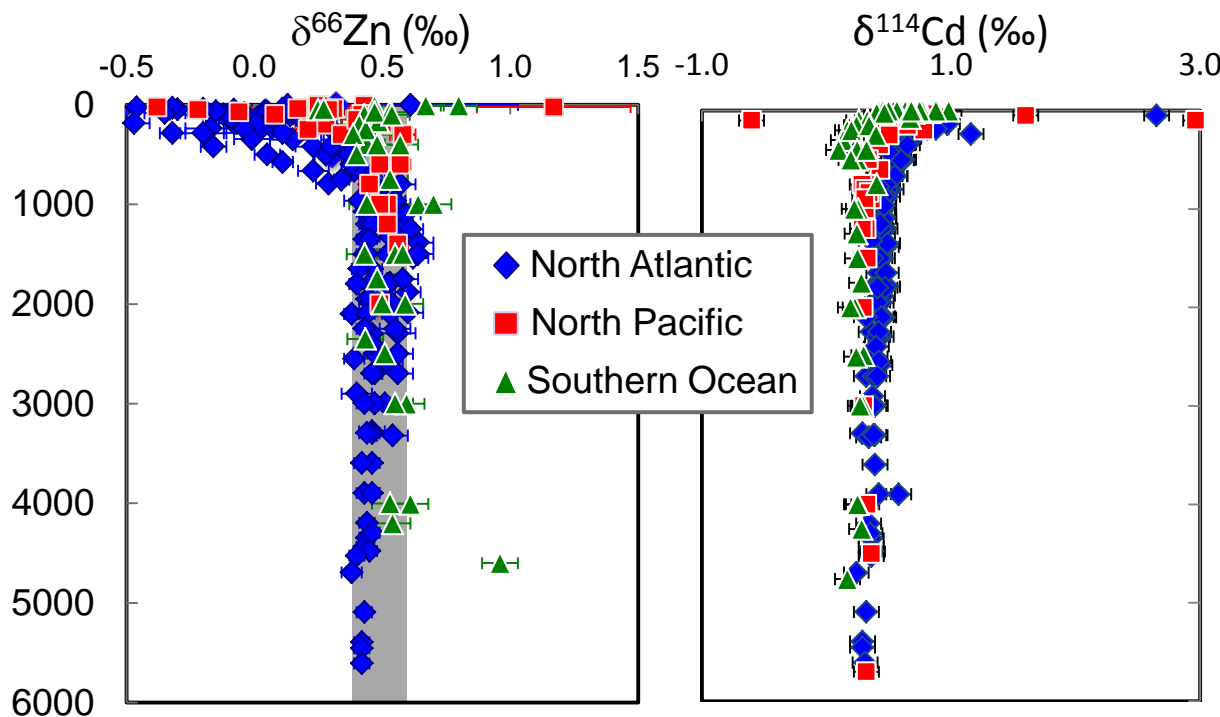 δ⁶⁶Zn (‰) δ¹¹⁴Cd (‰)
-0.5 0.0 0.5 1.0 1.5 -1.0 1.0 3.0
0
1000
2000
3000
4000
5000
6000
North Atlantic
North Pacific
Southern Ocean